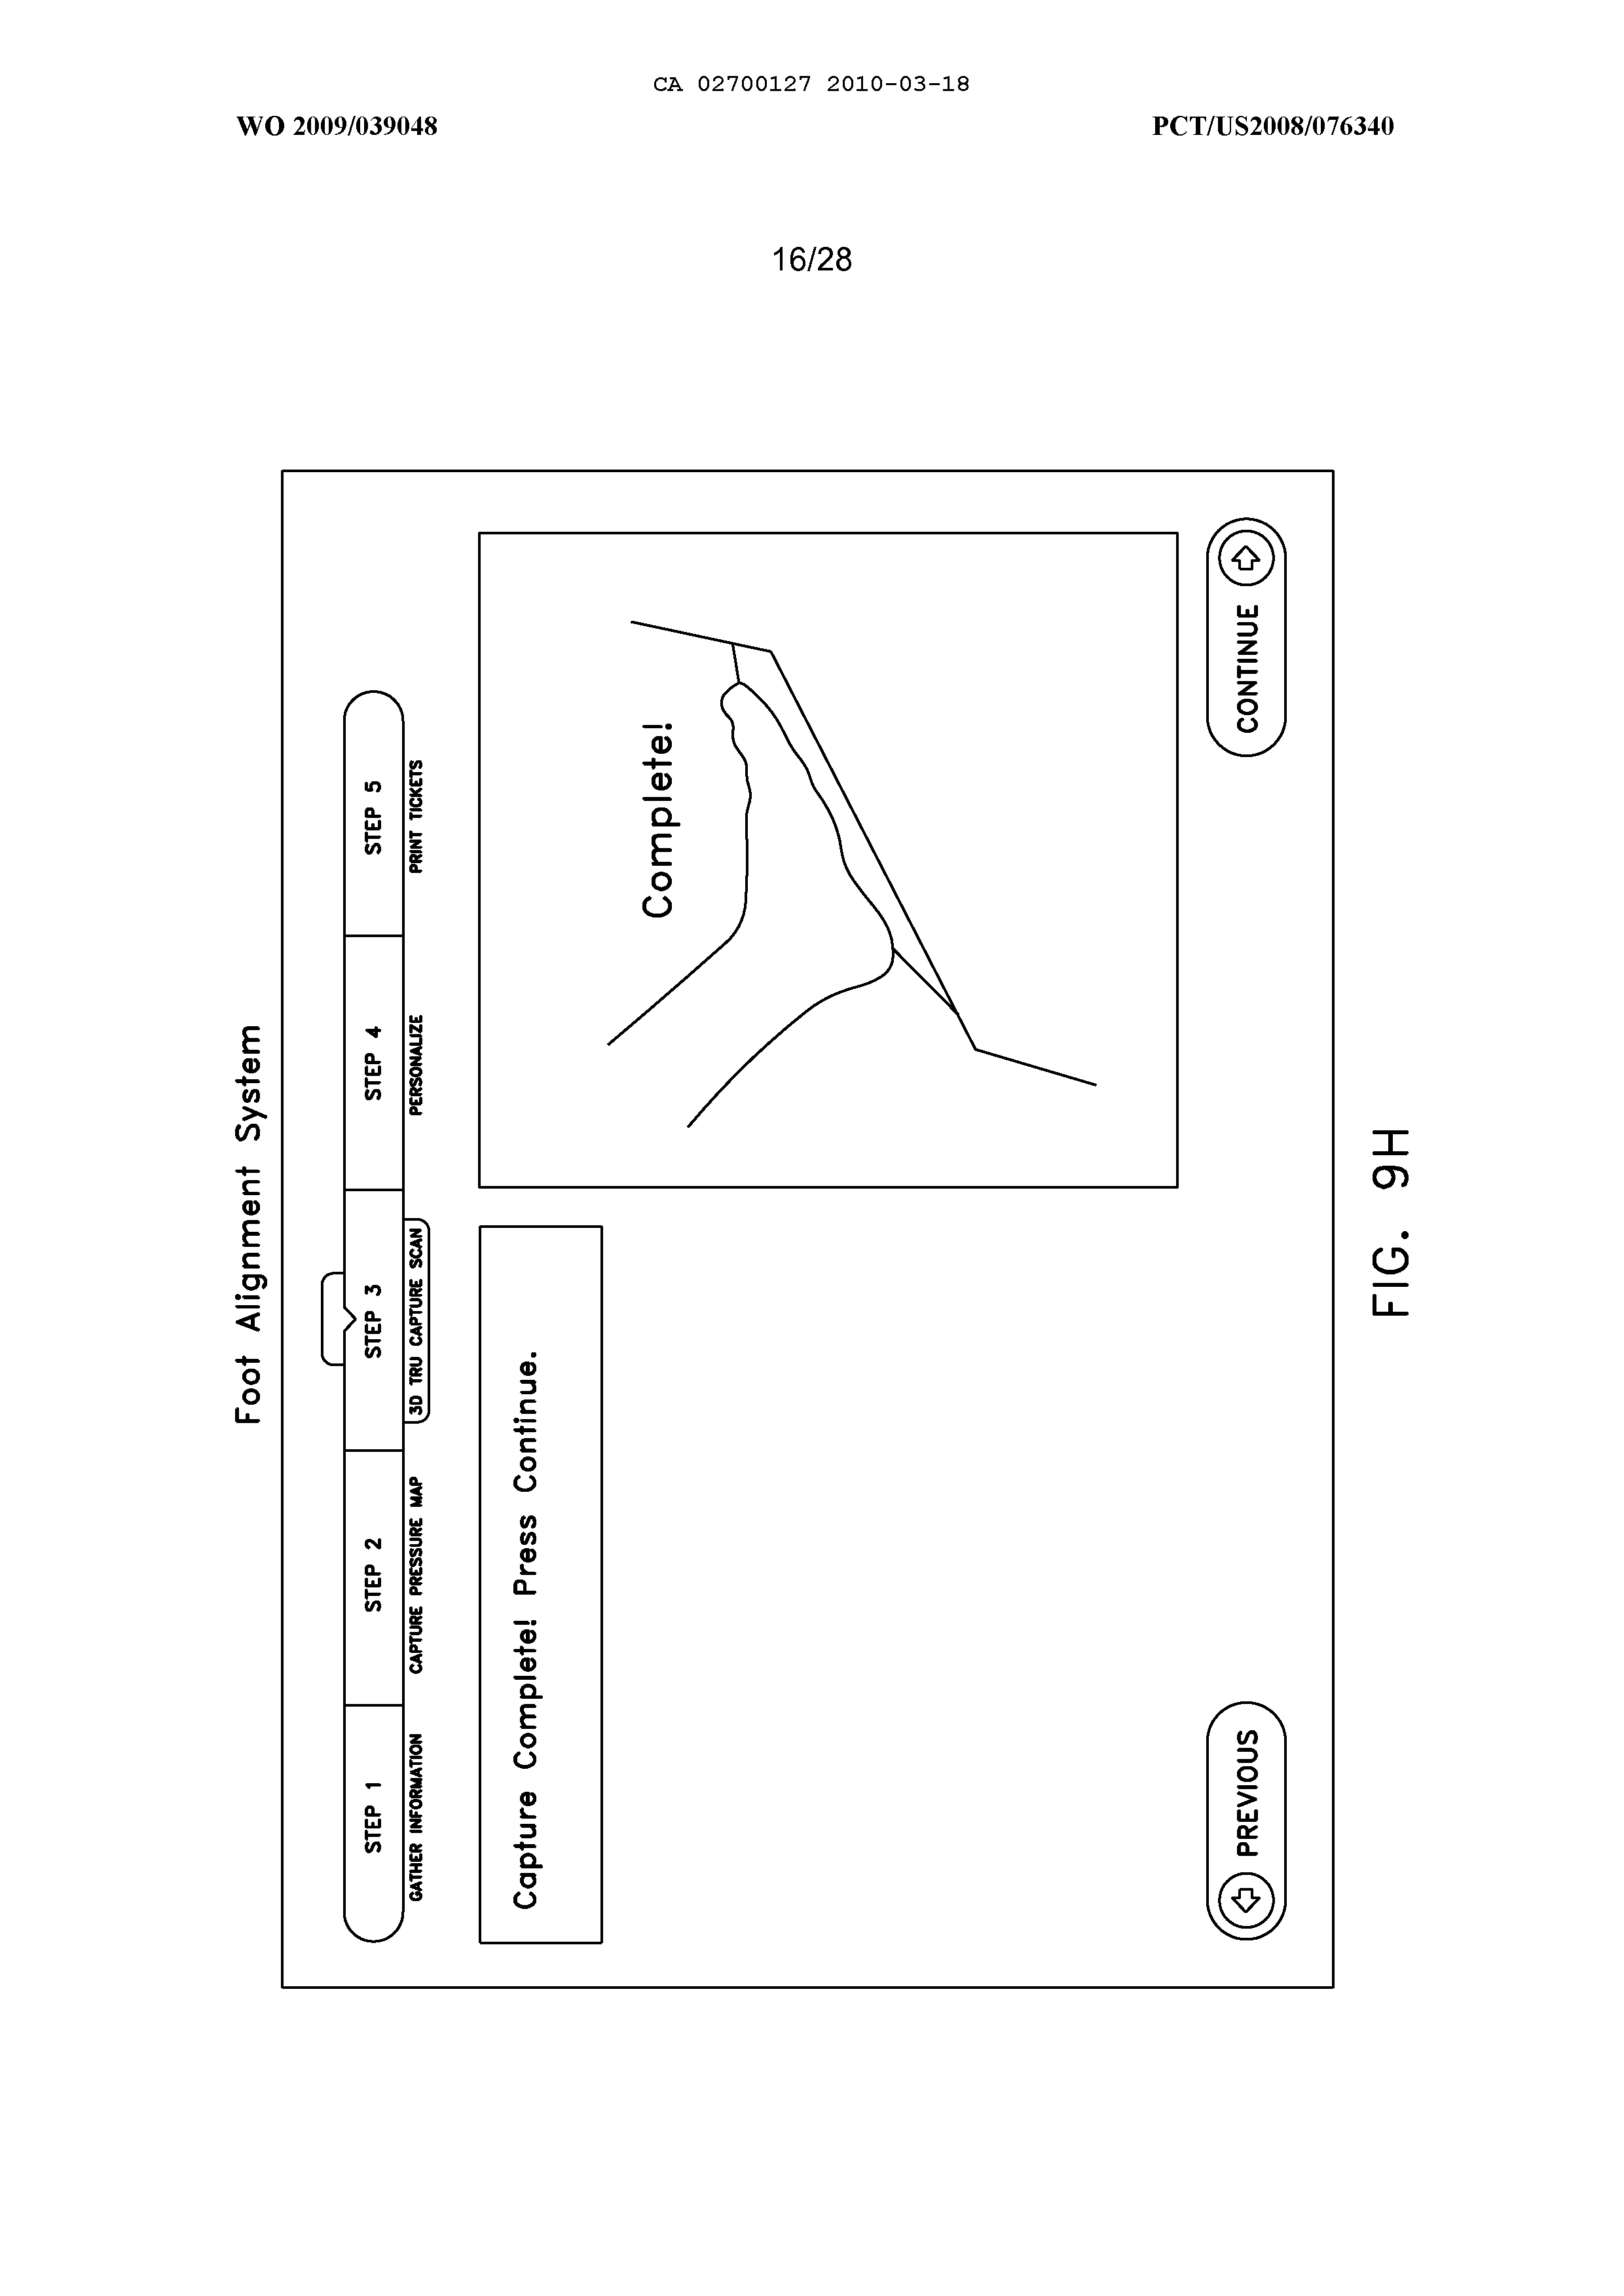 CA 02700127 2010-03-18
WO 2009/039048
PCT/US2008/076340
16/28
Foot Alignment System
STEP 1
STEP 2
STEP 3
STEP 4
STEP 5
GATHER INFORMATION
CAPTURE PRESSURE MAP
3D TRU CAPTURE SCAN
PERSONALIZE
PRINT TICKETS
Capture Complete! Press Continue.
Complete!
PREVIOUS
CONTINUE
FIG. 9H